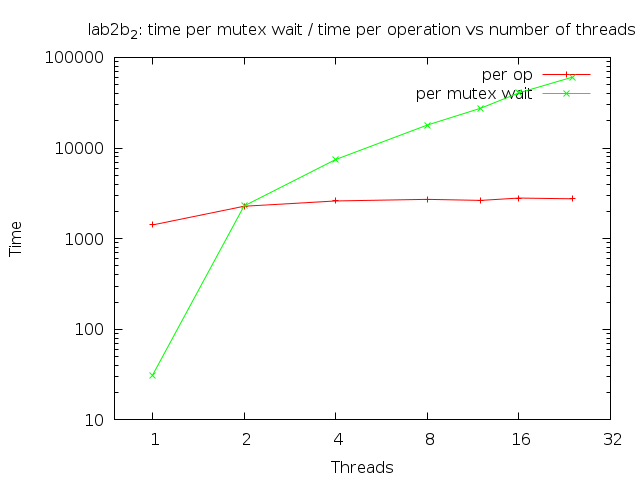 lab2b2: time per mutex wait / time per operation vs number of threads
100000
per op
per mutex wait
10000
Time
1000
100
10
1 2 4 8 16 32
Threads